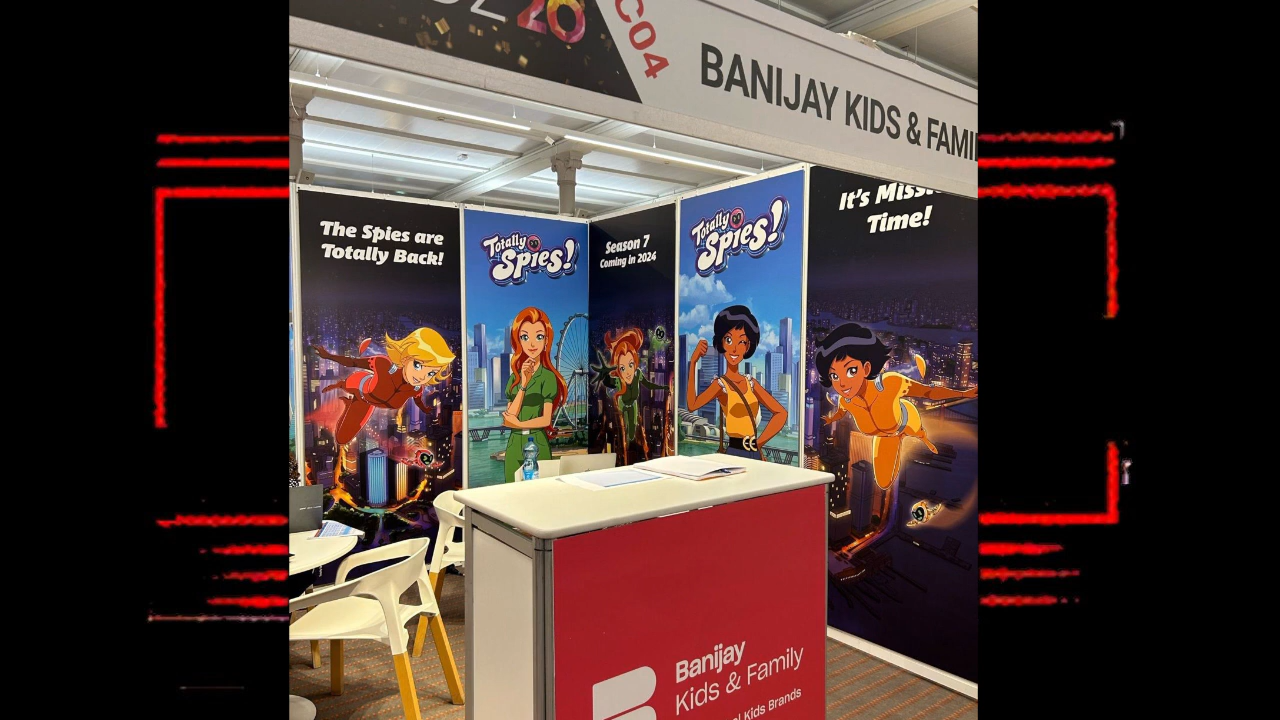 26
C04
BANIJAY KIDS & FAMI
The Spies are
Totally Back!
Totally
Spies!
Season 7
Coming in 2024
Totally
Spies!
It's
Time!
Banijay
Kids & Family
Kids Brands